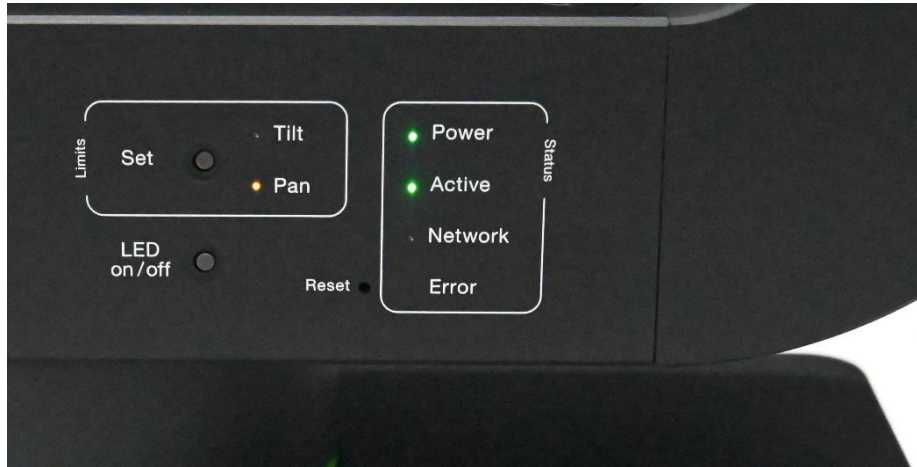 Limits
Set
Tilt
Pan
LED
on/off
Reset
Status
Power
Active
Network
Error